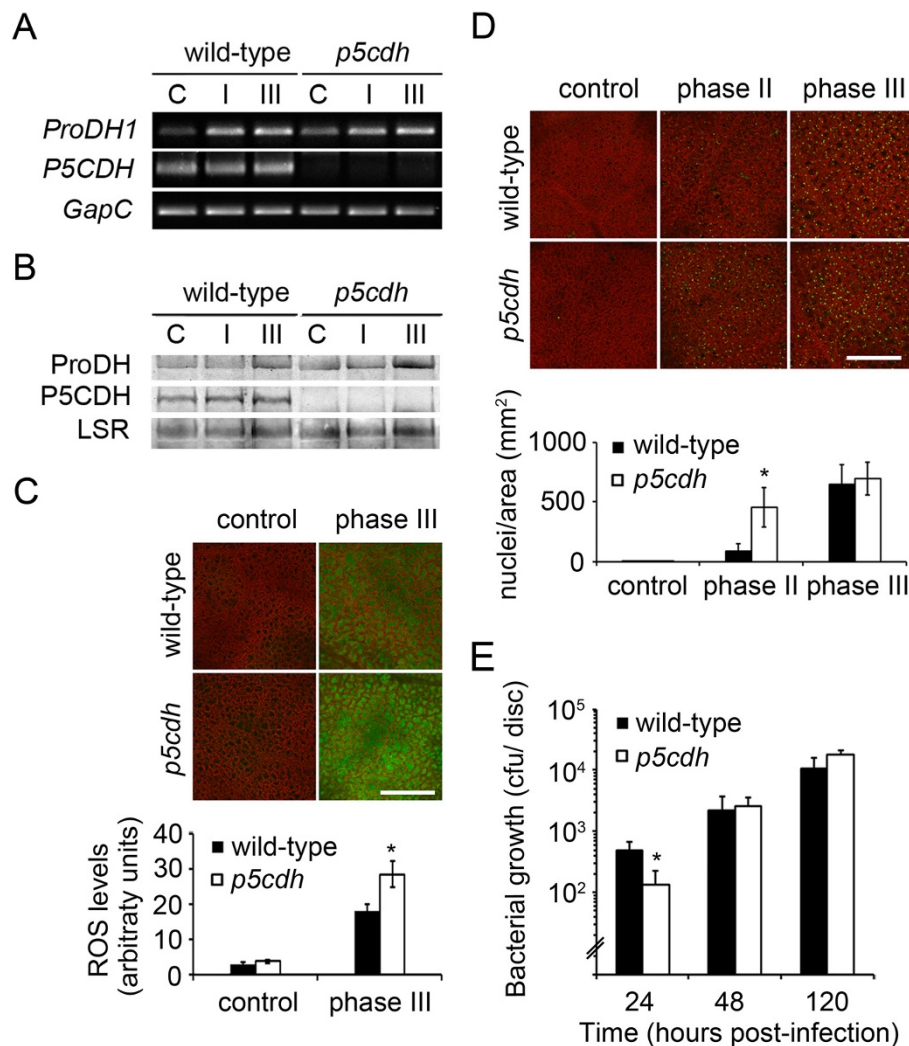 A
wild-type p5cdh
C I III C I III
ProDH1
P5CDH
GapC
B
wild-type p5cdh
C I III C I III
ProDH
P5CDH
LSR
C
control phase III
wild-type
p5cdh
ROS levels
(arbitraty units)
40
30
20
10
0
wild-type
p5cdh
*
control phase III
D
control phase II phase III
wild-type
p5cdh
nuclei/area (mm²)
1000
500
0
wild-type
p5cdh
*
control phase II phase III
E
Bacterial growth (cfu/ disc)
10⁵
10⁴
10³
10²
wild-type
p5cdh
*
24 48 120
Time (hours post-infection)